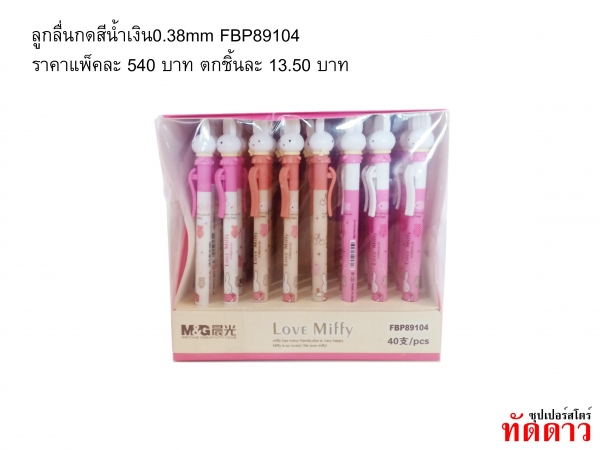 ลูกลื่นกดสีน้ำเงิน0.38mm FBP89104
ราคาแพ็คละ 540 บาท ตกชิ้นละ 13.50 บาท
M&G晨光
LOVE Miffy
FBP89104
40支/pcs
ซุปเปอร์สโตร์
ทัดดาว